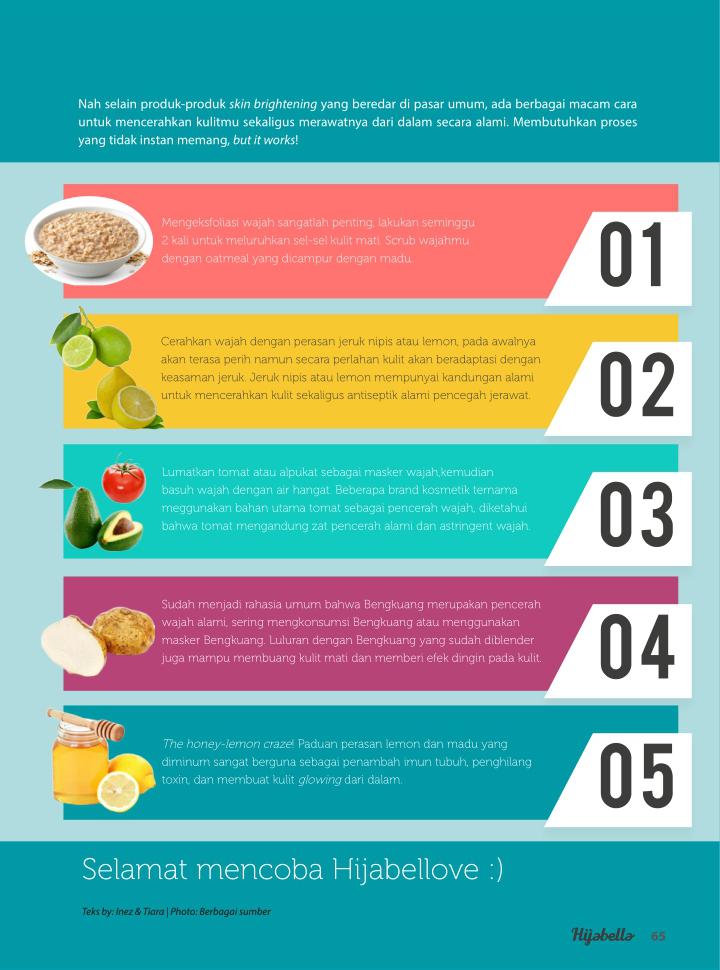 Nah selain produk-produk skin brightening yang beredar di pasar umum, ada berbagai macam cara
untuk mencerahkan kulitmu sekaligus merawatnya dari dalam secara alami. Membutuhkan proses
yang tidak instan memang, but it works!
Mengeksfoliasi wajah sangatlah penting, lakukan seminggu
2 kali untuk meluruhkan sel-sel kulit mati. Scrub wajahmu
dengan oatmeal yang dicampur dengan madu.
01
Cerahkan wajah dengan perasan jeruk nipis atau lemon, pada awalnya
akan terasa perih namun secara perlahan kulit akan beradaptasi dengan
keasaman jeruk. Jeruk nipis atau lemon mempunyai kandungan alami
untuk mencerahkan kulit sekaligus antiseptik alami pencegah jerawat.
02
Lumatkan tomat atau alpukat sebagai masker wajah,kemudian
basuh wajah dengan air hangat. Beberapa brand kosmetik ternama
meggunakan bahan utama tomat sebagai pencerah wajah, diketahui
bahwa tomat mengandung zat pencerah alami dan astringent wajah.
03
Sudah menjadi rahasia umum bahwa Bengkuang merupakan pencerah
wajah alami, sering mengkonsumsi Bengkuang atau menggunakan
masker Bengkuang. Luluran dengan Bengkuang yang sudah diblender
juga mampu membuang kulit mati dan memberi efek dingin pada kulit.
04
The honey-lemon craze! Paduan perasan lemon dan madu yang
diminum sangat berguna sebagai penambah imun tubuh, penghilang
toxin, dan membuat kulit glowing dari dalam.
05
Selamat mencoba Hijabellove :)
Teks by: Inez & Tiara | Photo: Berbagai sumber
Hijabella 65